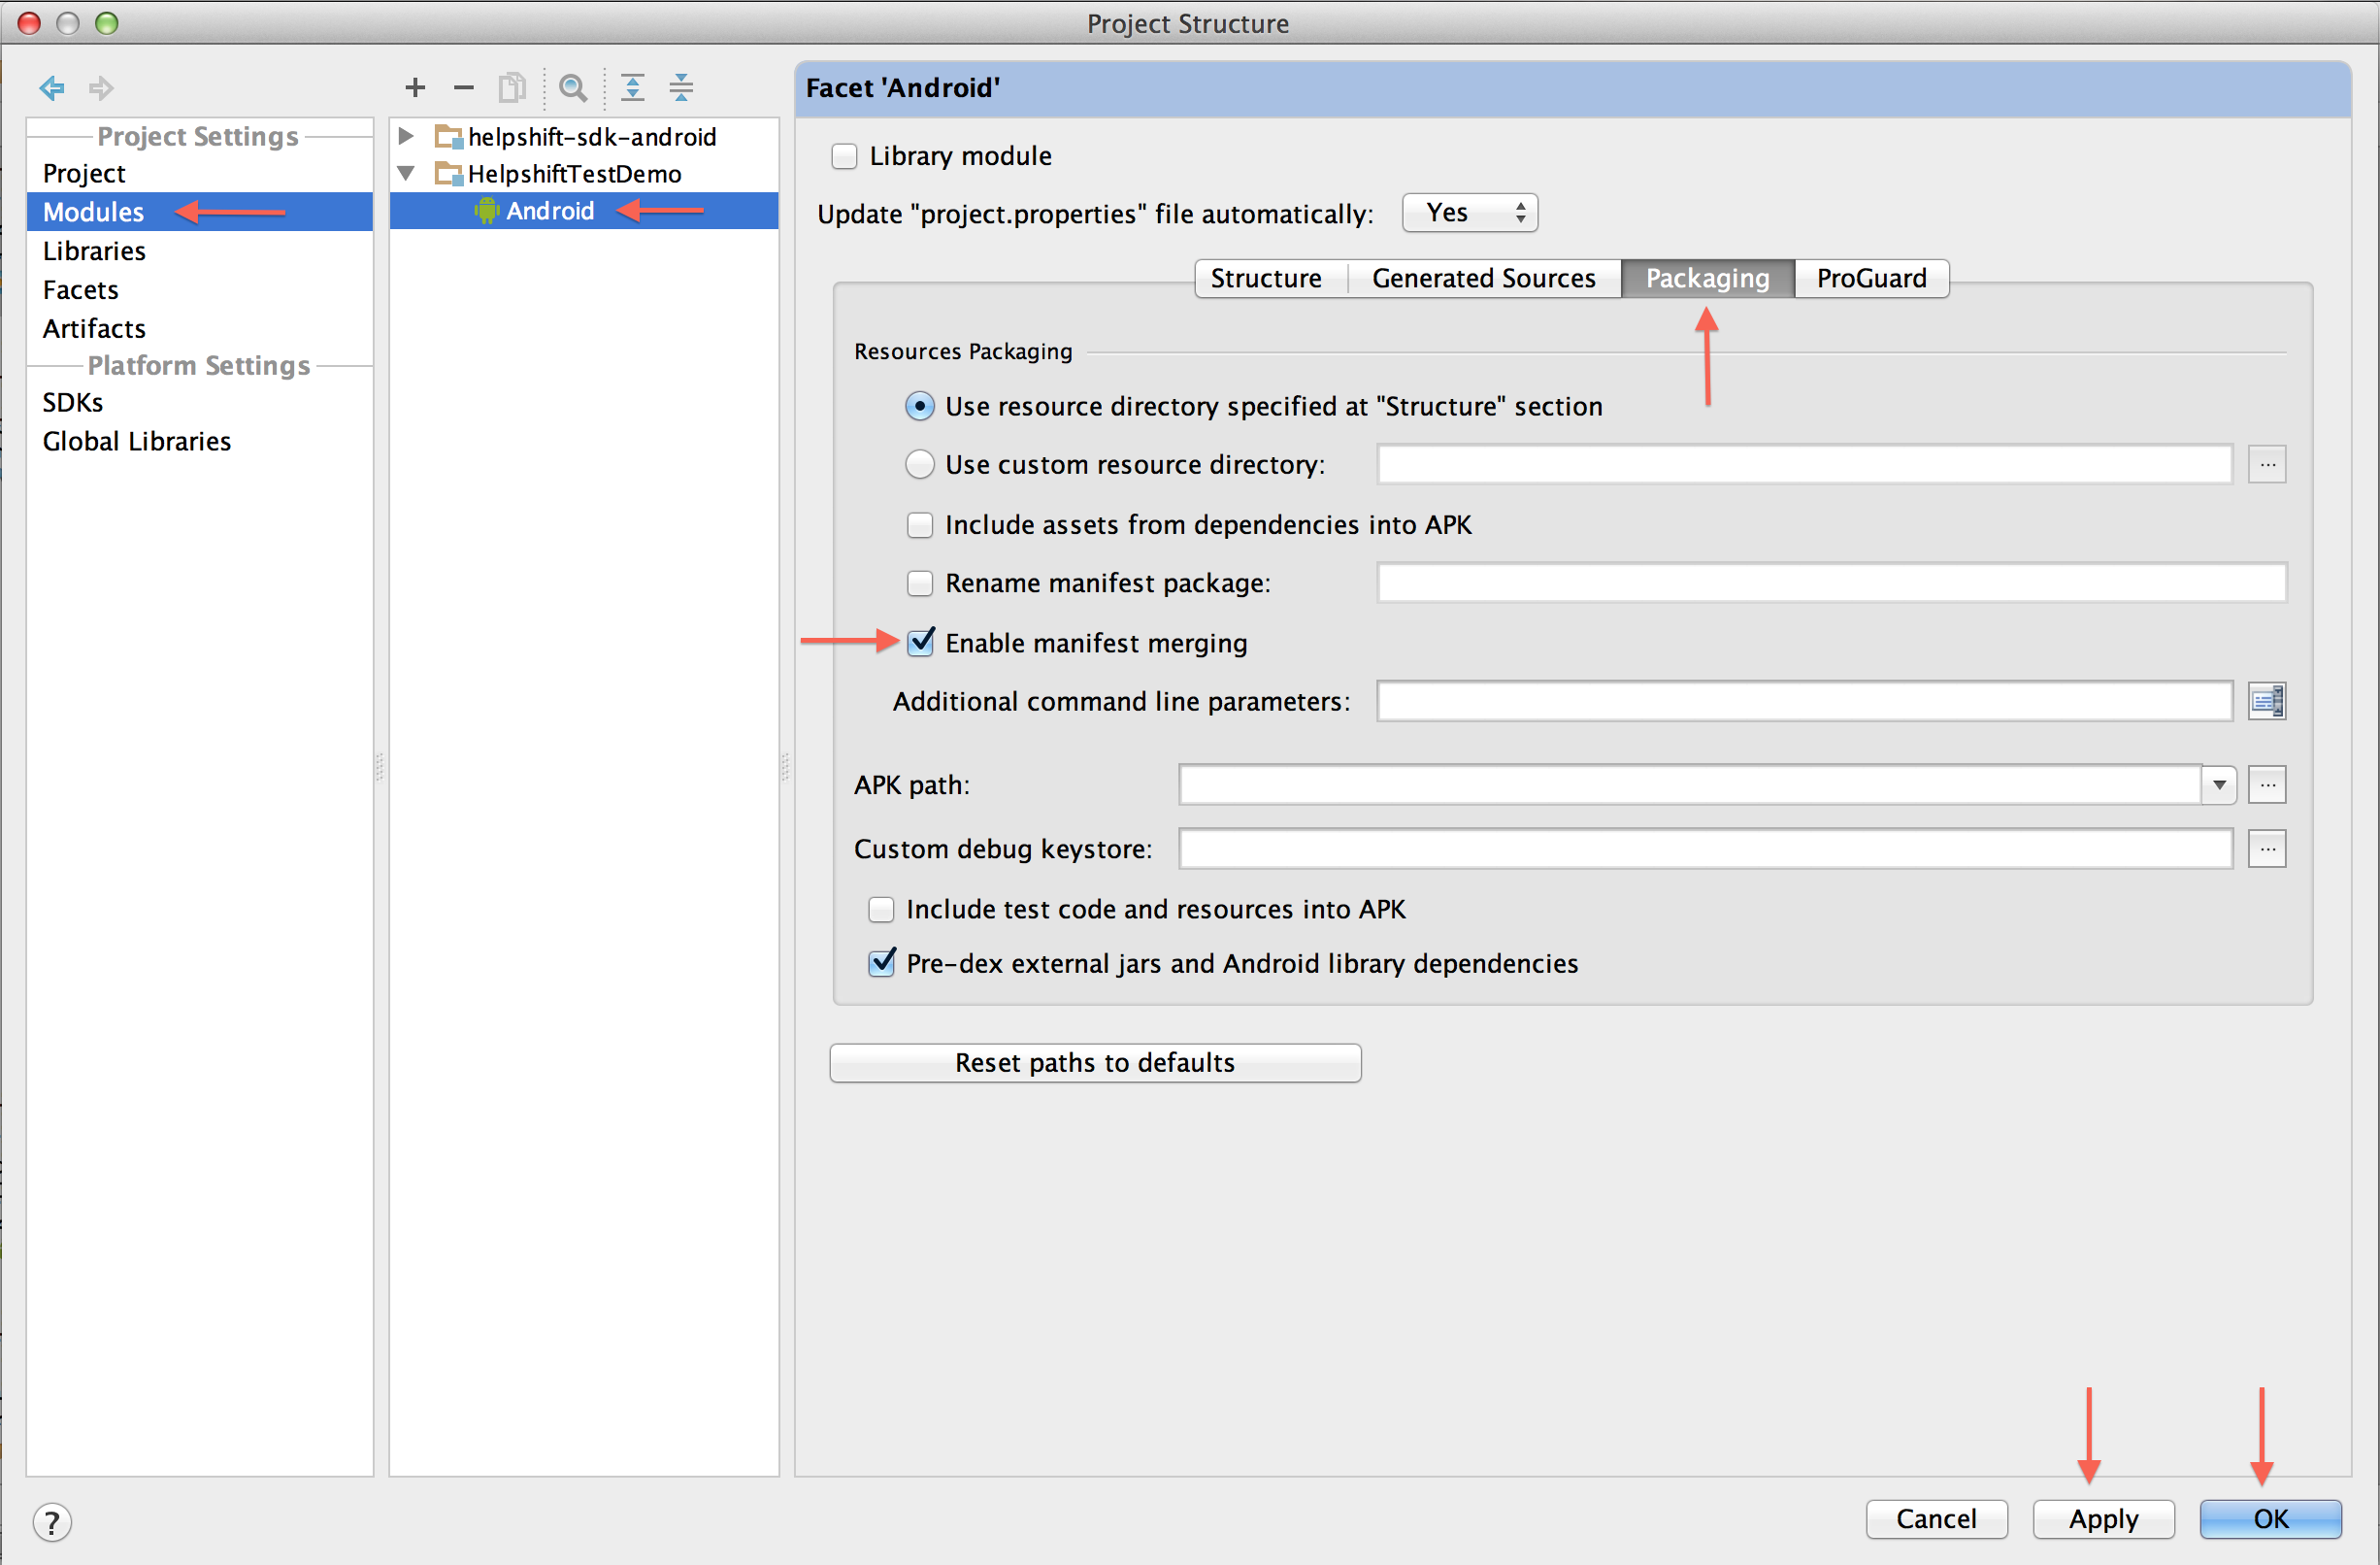 Project Structure
Project Settings
Project
Modules
Libraries
Facets
Artifacts
Platform Settings
SDKs
Global Libraries
helpshift-sdk-android
HelpshiftTestDemo
Android
Facet 'Android'
Library module
Update "project.properties" file automatically: Yes
Structure Generated Sources Packaging ProGuard
Resources Packaging
Use resource directory specified at "Structure" section
Use custom resource directory: ...
Include assets from dependencies into APK
Rename manifest package:
Enable manifest merging
Additional command line parameters:
APK path: ...
Custom debug keystore: ...
Include test code and resources into APK
Pre-dex external jars and Android library dependencies
Reset paths to defaults
? Cancel Apply OK